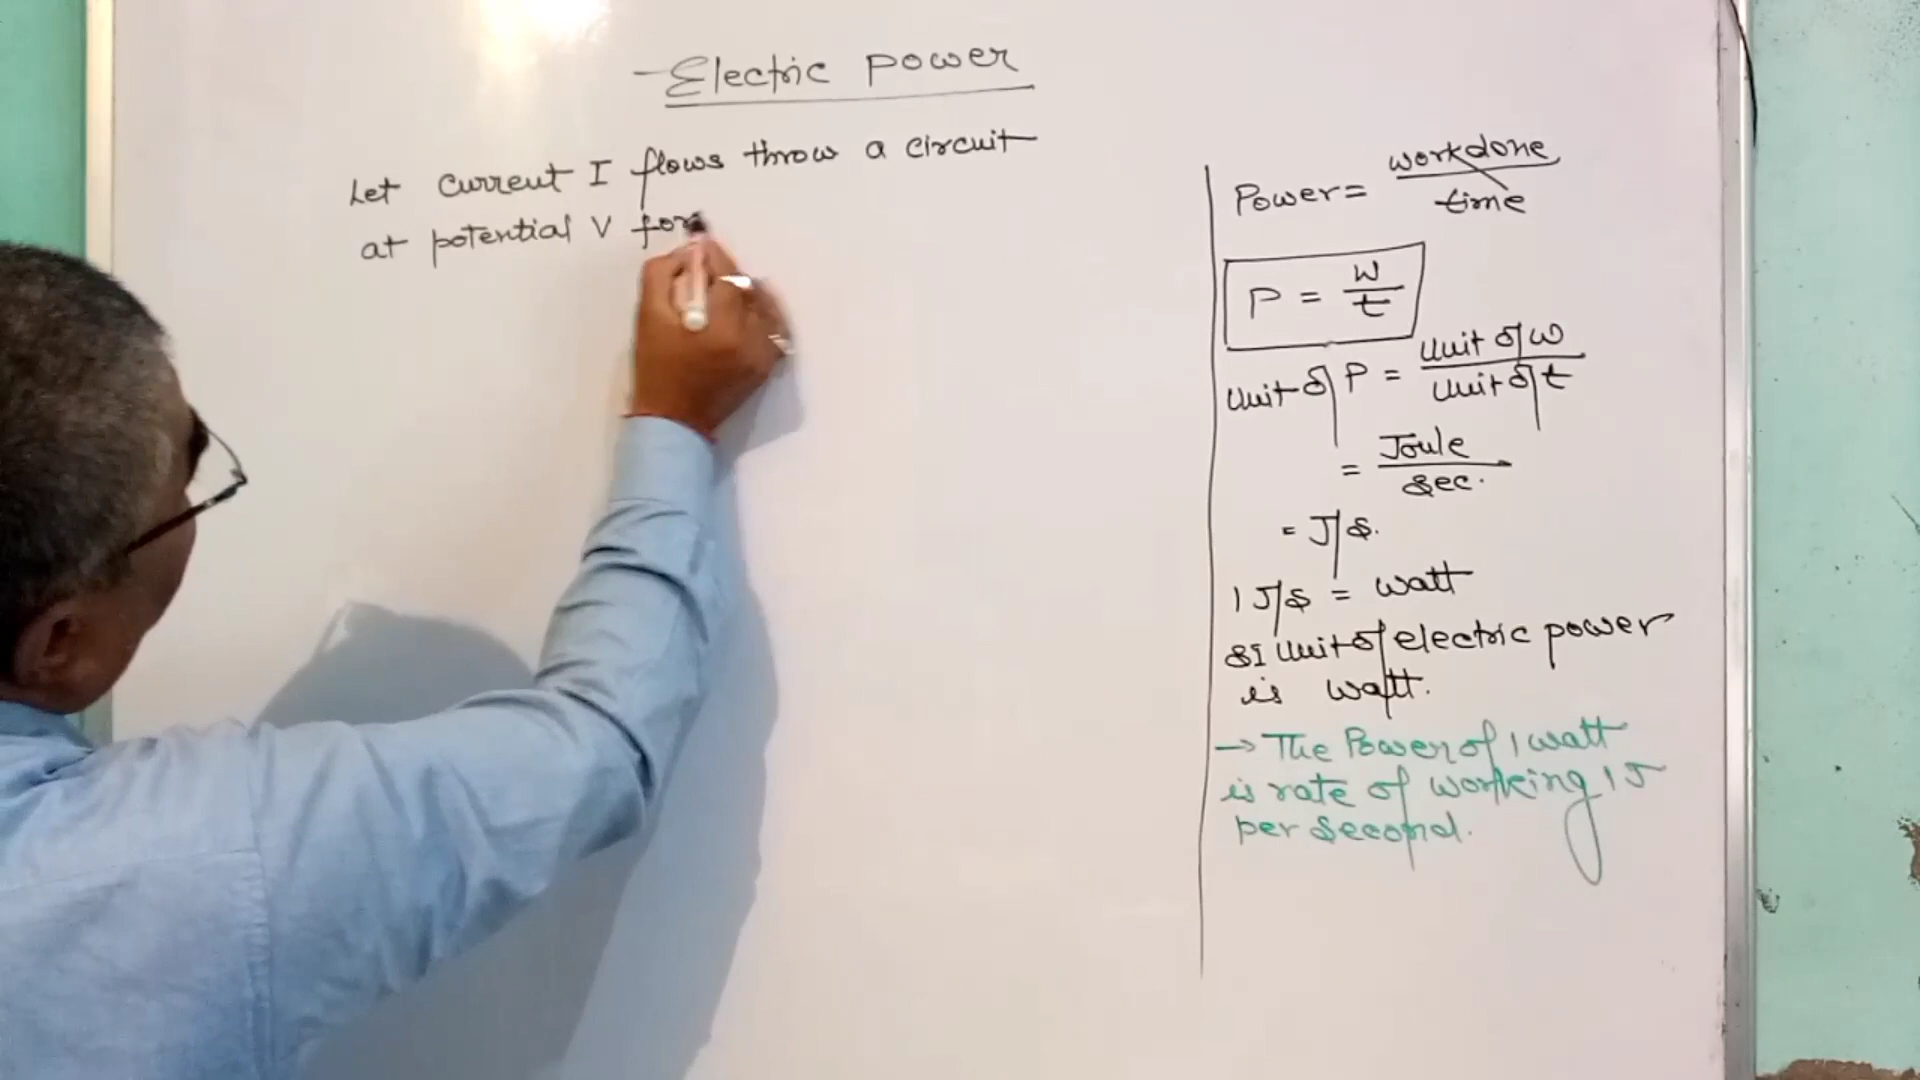 Electric power
Let current I flows throw a circuit
at potential V for
Power = workdone / time
P = W / t
Unit of P = Unit of W / Unit of t
= Joule / Sec.
= J/s.
1 J/s = watt
SI Unit of electric power
is watt.
→ The Power of 1 watt
is rate of working 1 J
per second.